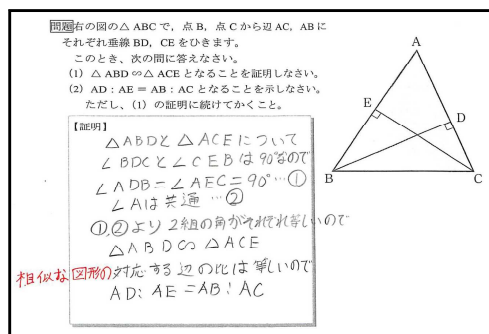 問題右の図の△ABCで，点B，点Cから辺AC，ABに
それぞれ垂線BD，CEをひきます。
このとき、次の問に答えなさい。
(1) △ABD∽△ACEとなることを証明しなさい。
(2) AD：AE＝AB：ACとなることを示しなさい。
ただし、(1)の証明に続けてかくこと。
【証明】
△ABDと△ACEについて
∠BDCと∠CEBは90°なので
∠ADB=∠AEC=90°…①
∠Aは共通…②
①,②より2組の角がそれぞれ等しいので
△ABD∽△ACE
相似な図形の対応する辺の比は等しいので
AD:AE=AB:AC
A
E
D
B
C